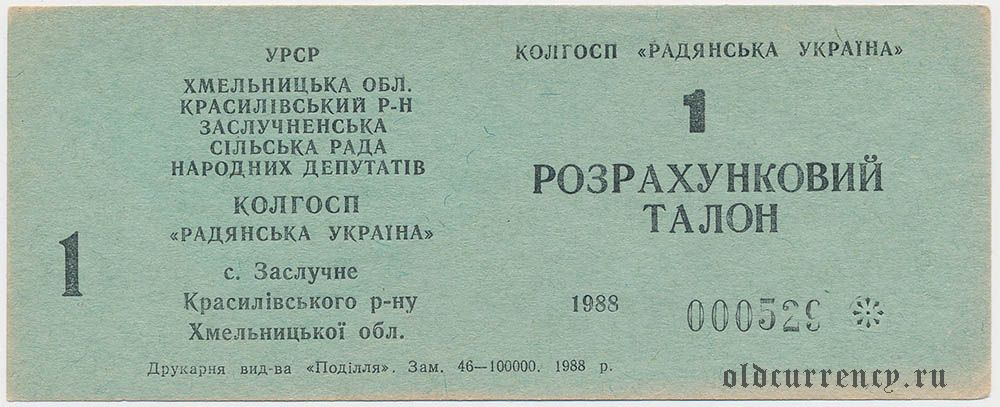 УРСР
ХМЕЛЬНИЦЬКА ОБЛ.
КРАСИЛІВСЬКИЙ Р-Н
ЗАСЛУЧНЕНСЬКА
СІЛЬСЬКА РАДА
НАРОДНИХ ДЕПУТАТІВ
КОЛГОСП
«РАДЯНСЬКА УКРАЇНА»
1
с. Заслучне
Красилівського р-ну
Хмельницької обл.
КОЛГОСП «РАДЯНСЬКА УКРАЇНА»
1
РОЗРАХУНКОВИЙ
ТАЛОН
1988 000529
Друкарня вид-ва «Поділля». Зам. 46—100000. 1988 р.
oldcurrency.ru